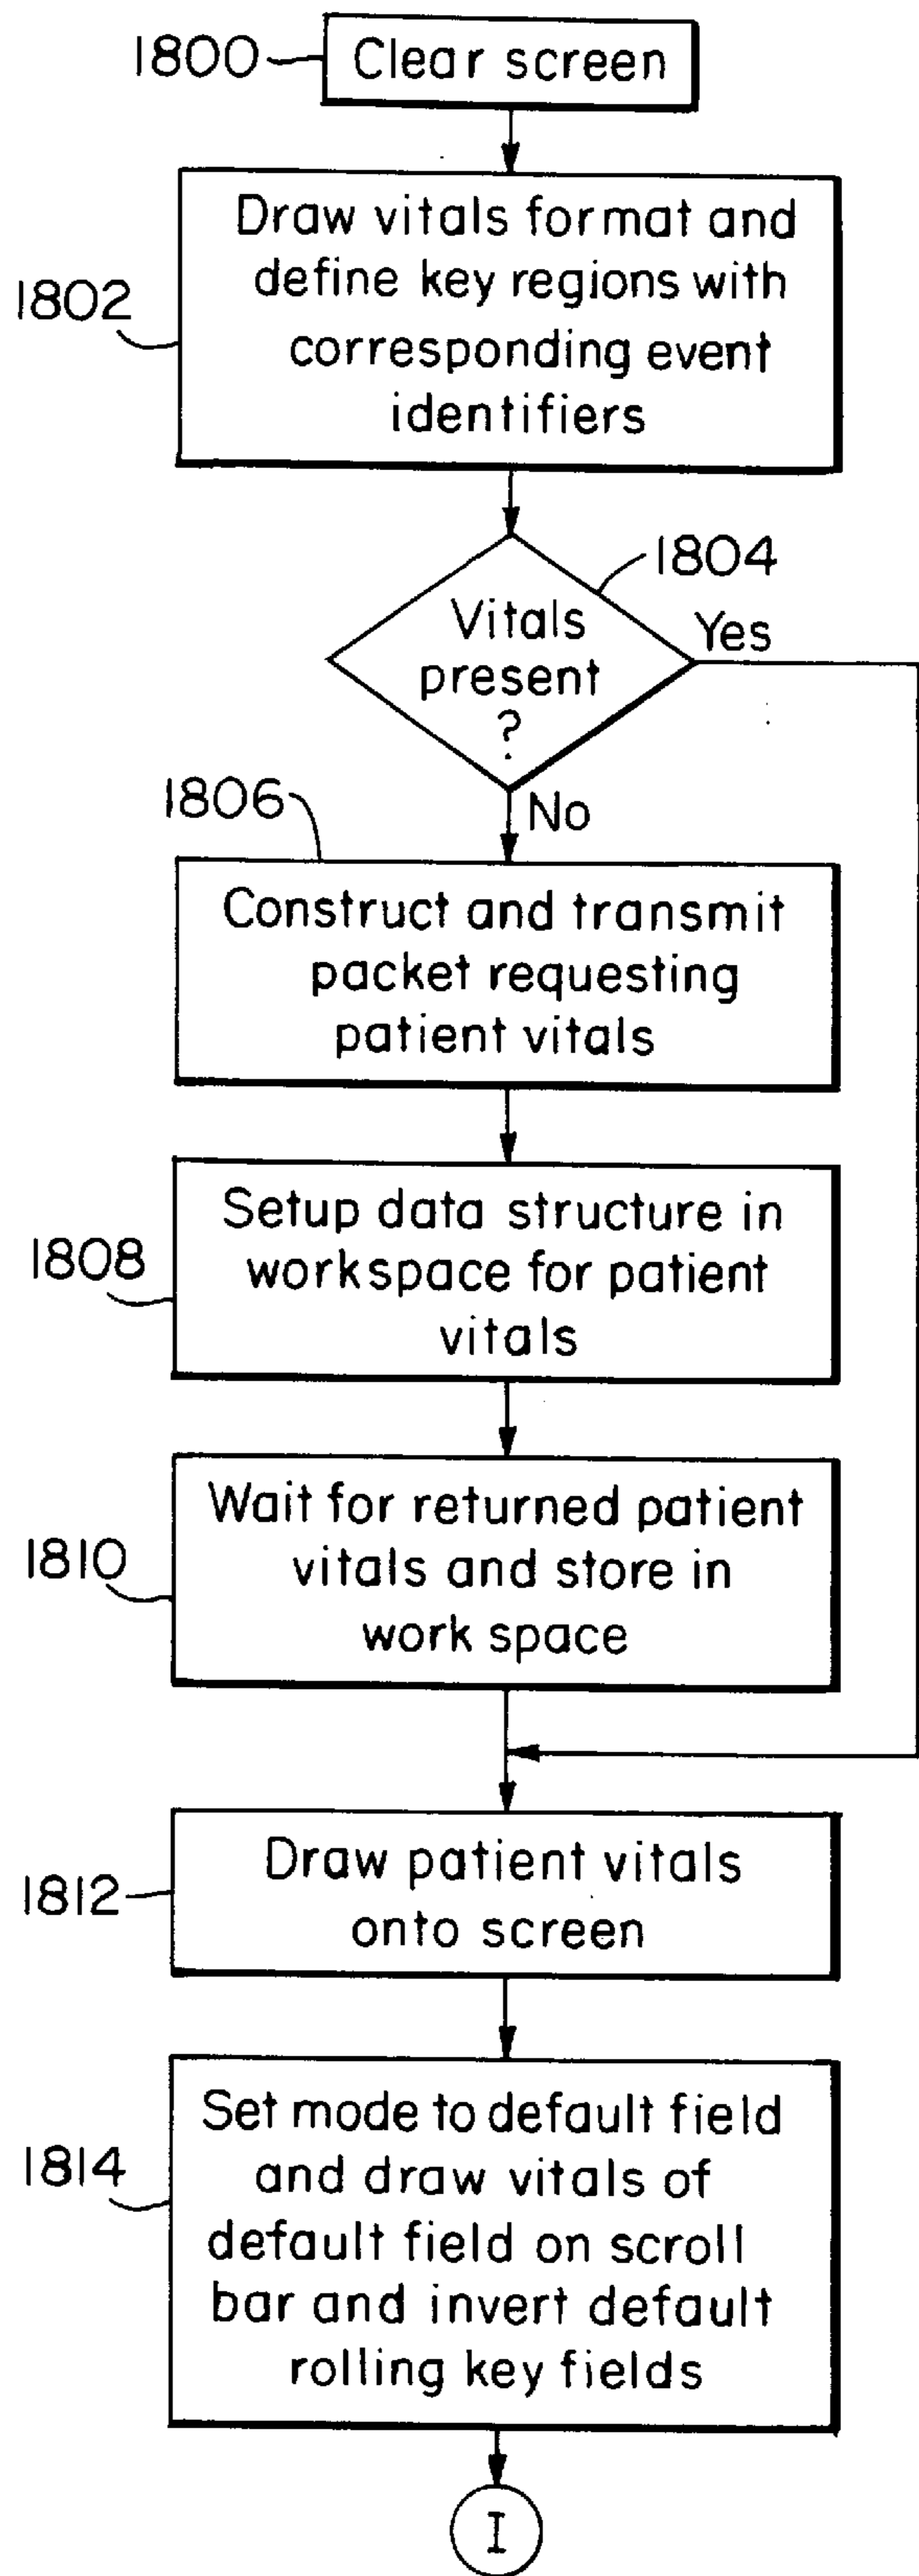 1800
Clear screen
1802
Draw vitals format and
define key regions with
corresponding event
identifiers
1804
Vitals
present
?
Yes
No
1806
Construct and transmit
packet requesting
patient vitals
1808
Setup data structure in
workspace for patient
vitals
1810
Wait for returned patient
vitals and store in
work space
1812
Draw patient vitals
onto screen
1814
Set mode to default field
and draw vitals of
default field on scroll
bar and invert default
rolling key fields
I